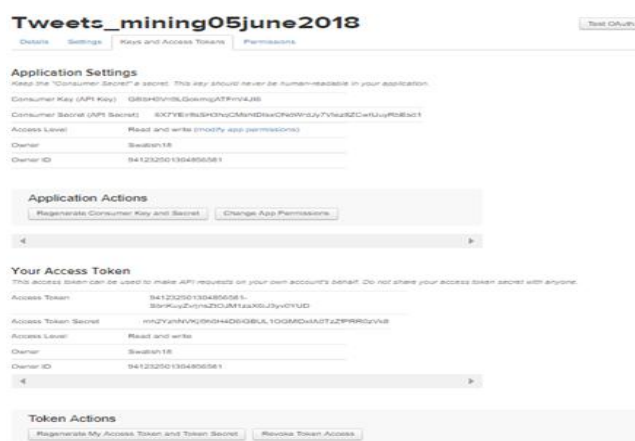 Tweets_mining05june2018
Test OAuth
Details Settings Keys and Access Tokens Permissions
Application Settings
Keep the "Consumer Secret" a secret. This key should never be human-readable in your application.
Consumer Key (API Key)
Consumer Secret (API Secret)
Access Level Read and write (modify app permissions)
Owner Swatish18
Owner ID 941232501304856581
Application Actions
Regenerate Consumer Key and Secret Change App Permissions
Your Access Token
This access token can be used to make API requests on your own account's behalf. Do not share your access token secret with anyone.
Access Token
Access Token Secret
Access Level Read and write
Owner Swatish18
Owner ID 941232501304856581
Token Actions
Regenerate My Access Token and Token Secret Revoke Token Access